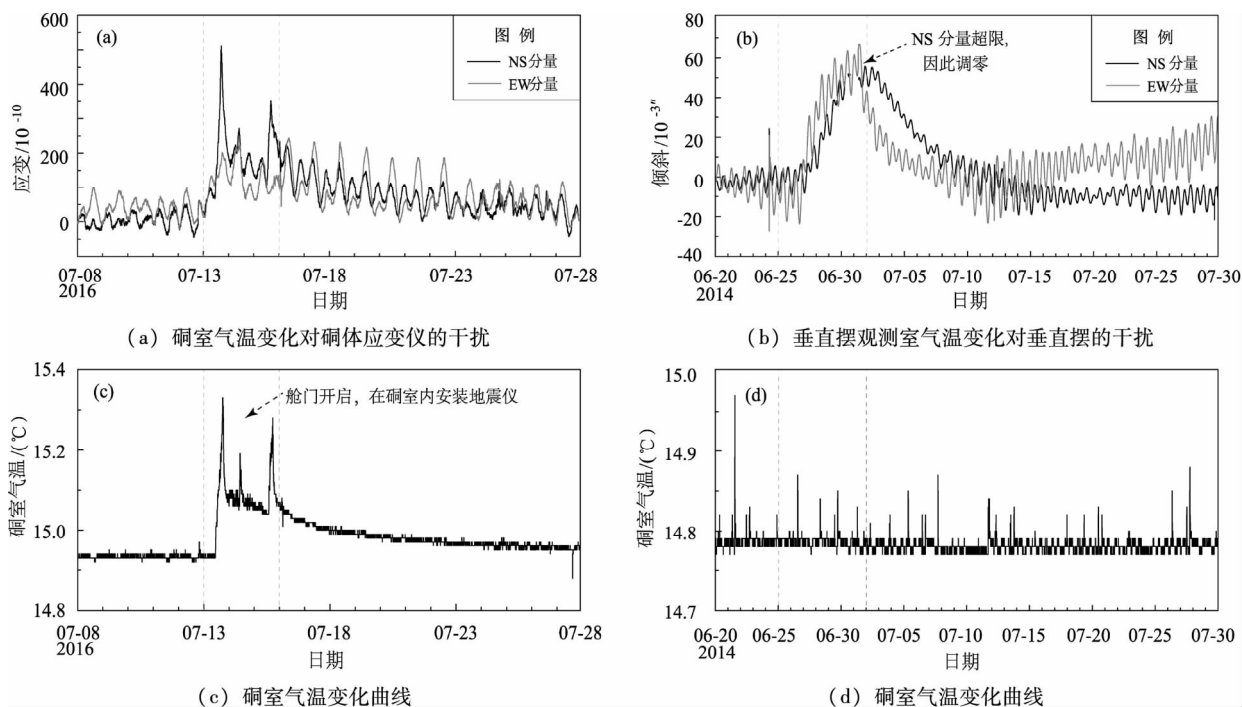 600
400
200
0
应变/10⁻¹⁰
(a)
图 例
NS分量
EW分量
07-08
2016
07-13
07-18
07-23
07-28
日期
(a) 硐室气温变化对硐体应变仪的干扰
80
60
40
20
0
-20
-40
倾斜/10⁻³″
(b)
NS 分量超限,
因此调零
图 例
NS 分量
EW分量
06-20
2014
06-25
06-30
07-05
07-10
07-15
07-20
07-25
07-30
日期
(b) 垂直摆观测室气温变化对垂直摆的干扰
15.4
15.2
15.0
14.8
硐室气温/(℃)
(c)
舱门开启, 在硐室内安装地震仪
07-08
2016
07-13
07-18
07-23
07-28
日期
(c) 硐室气温变化曲线
15.0
14.9
14.8
14.7
硐室气温/(℃)
(d)
06-20
2014
06-25
06-30
07-05
07-10
07-15
07-20
07-25
07-30
日期
(d) 硐室气温变化曲线